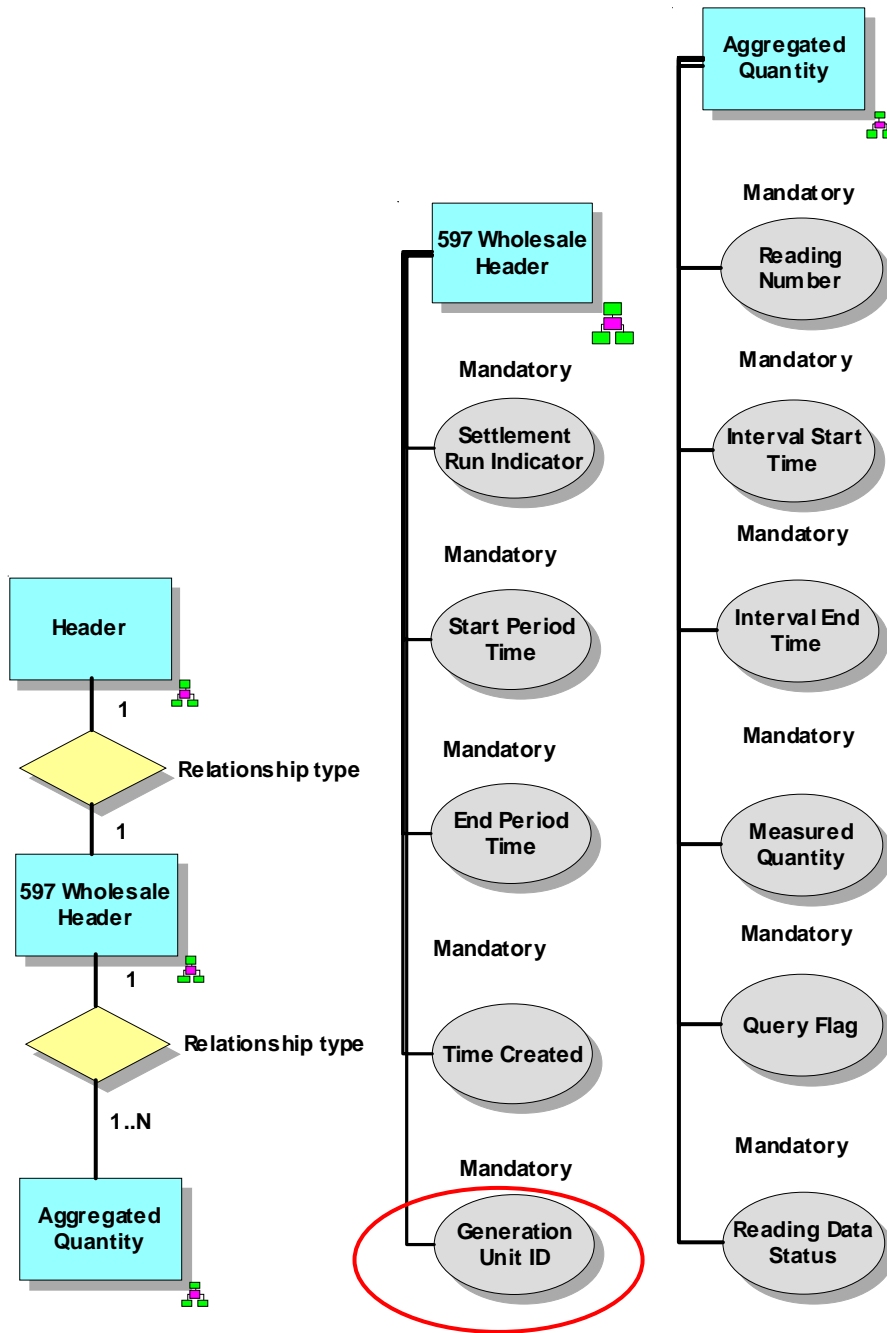 Header
1
Relationship type
1
597 Wholesale
Header
1
Relationship type
1..N
Aggregated
Quantity
597 Wholesale
Header
Mandatory
Settlement
Run Indicator
Mandatory
Start Period
Time
Mandatory
End Period
Time
Mandatory
Time Created
Mandatory
Generation
Unit ID
Aggregated
Quantity
Mandatory
Reading
Number
Mandatory
Interval Start
Time
Mandatory
Interval End
Time
Mandatory
Measured
Quantity
Mandatory
Query Flag
Mandatory
Reading Data
Status